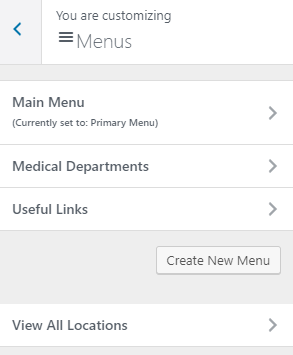 You are customizing
Menus
Main Menu
(Currently set to: Primary Menu)
Medical Departments
Useful Links
Create New Menu
View All Locations